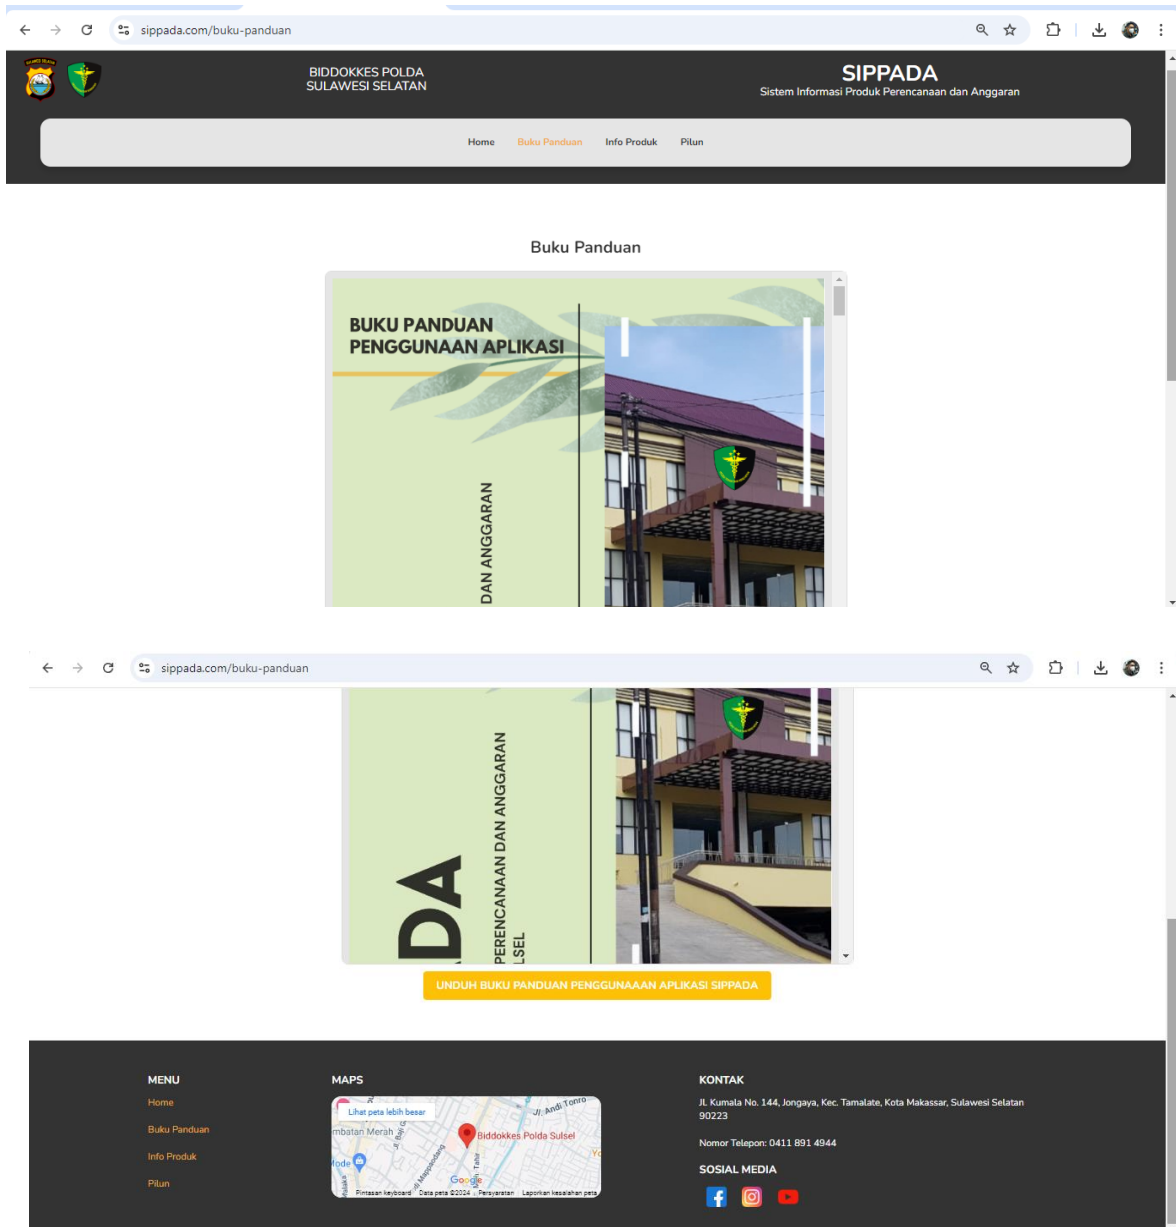 sippada.com/buku-panduan
BIDDOKKES POLDA
SULAWESI SELATAN
SIPPADA
Sistem Informasi Produk Perencanaan dan Anggaran
Home
Buku Panduan
Info Produk
Pilun
Buku Panduan
BUKU PANDUAN
PENGGUNAAN APLIKASI
DAN ANGGARAN
sippada.com/buku-panduan
DA
PERENCANAAN DAN ANGGARAN
LSEL
UNDUH BUKU PANDUAN PENGGUNAAAN APLIKASI SIPPADA
MENU
Home
Buku Panduan
Info Produk
Pilun
MAPS
Lihat peta lebih besar
Jl. Andi Tonro
mbatan Merah
Biddokkes Polda Sulsel
Mode
Google
Pintasan keyboard
Data peta ©2024
Persyaratan
Laporkan kesalahan peta
KONTAK
Jl. Kumala No. 144, Jongaya, Kec. Tamalate, Kota Makassar, Sulawesi Selatan
90223
Nomor Telepon: 0411 891 4944
SOSIAL MEDIA